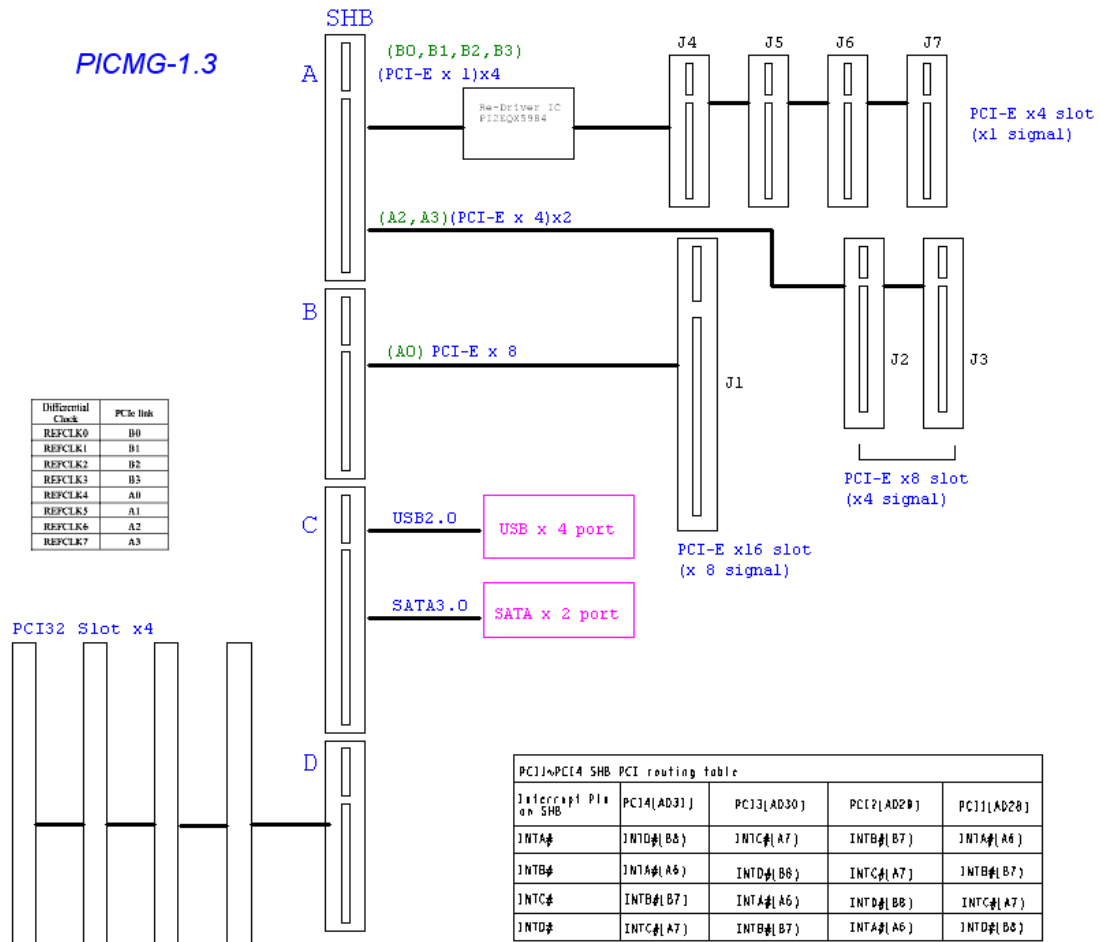 SHB
PICMG-1.3
A
(B0,B1,B2,B3)
(PCI-E x 1)x4
Re-Driver IC
PI2EQX5984
J4
J5
J6
J7
PCI-E x4 slot
(x1 signal)
(A2,A3)(PCI-E x 4)x2
B
(A0) PCI-E x 8
J1
J2
J3
PCI-E x8 slot
(x4 signal)
Differential Clock PCIe link
REFCLK0 B0
REFCLK1 B1
REFCLK2 B2
REFCLK3 B3
REFCLK4 A0
REFCLK5 A1
REFCLK6 A2
REFCLK7 A3
C
USB2.0
USB x 4 port
PCI-E x16 slot
(x 8 signal)
SATA3.0
SATA x 2 port
PCI32 Slot x4
D
PCI1~PCI4 SHB PCI routing table
Interrupt Pin on SHB PCI4(AD31) PCI3(AD30) PCI2(AD29) PCI1(AD28)
INTA# INTD#(B8) INTC#(A7) INTB#(B7) INTA#(A6)
INTB# INTA#(A6) INTD#(B8) INTC#(A7) INTB#(B7)
INTC# INTB#(B7) INTA#(A6) INTD#(B8) INTC#(A7)
INTD# INTC#(A7) INTB#(B7) INTA#(A6) INTD#(B8)